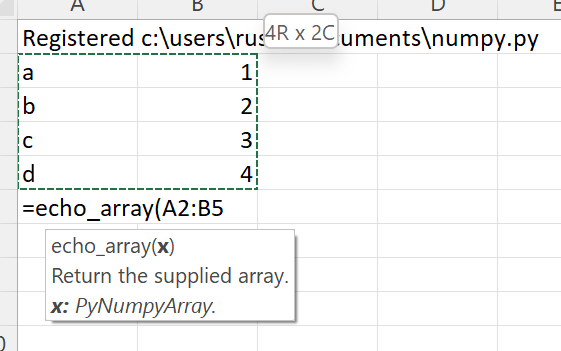 A B C D E
Registered c:\users\rus 4R x 2C uments\numpy.py
a 1
b 2
c 3
d 4
=echo_array(A2:B5
echo_array(x)
Return the supplied array.
x: PyNumpyArray.
0